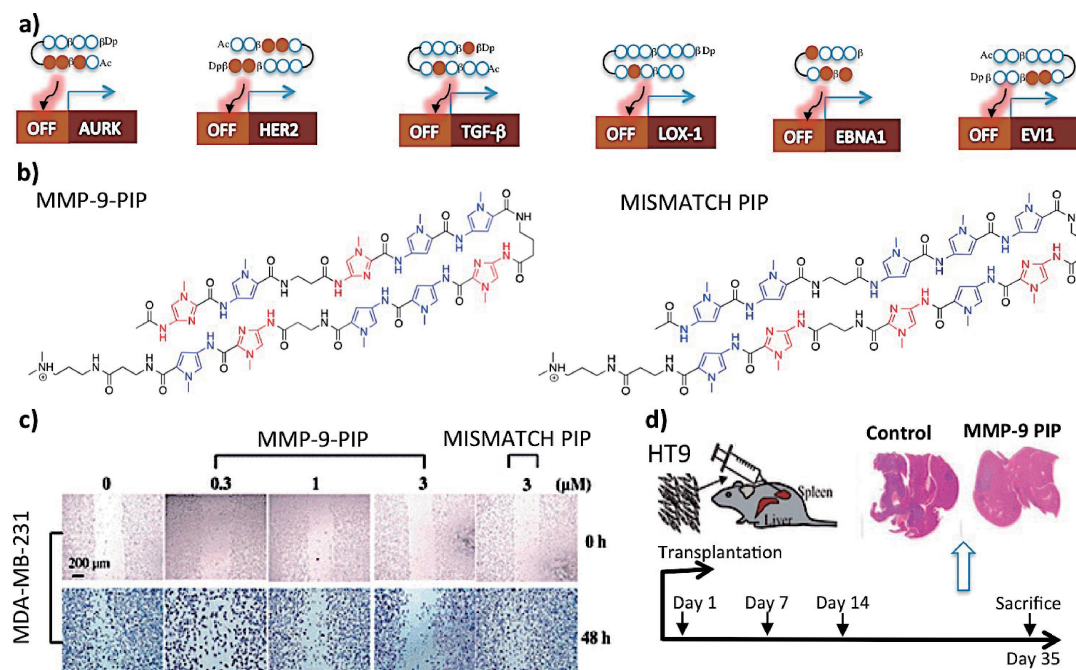 a)
β βDp
Ac
Ac β
Dpβ β
β βDp
β Ac
β βDp
β
β
β
Ac β
Dp β
OFF AURK
OFF HER2
OFF TGF-β
OFF LOX-1
OFF EBNA1
OFF EVI1
b)
MMP-9-PIP
MISMATCH PIP
c)
MMP-9-PIP MISMATCH PIP
0 0.3 1 3 3 (μM)
MDA-MB-231
0 h
200 μm
48 h
d)
Control MMP-9 PIP
HT9
Spleen
Liver
Transplantation
Day 1 Day 7 Day 14 Sacrifice
Day 35